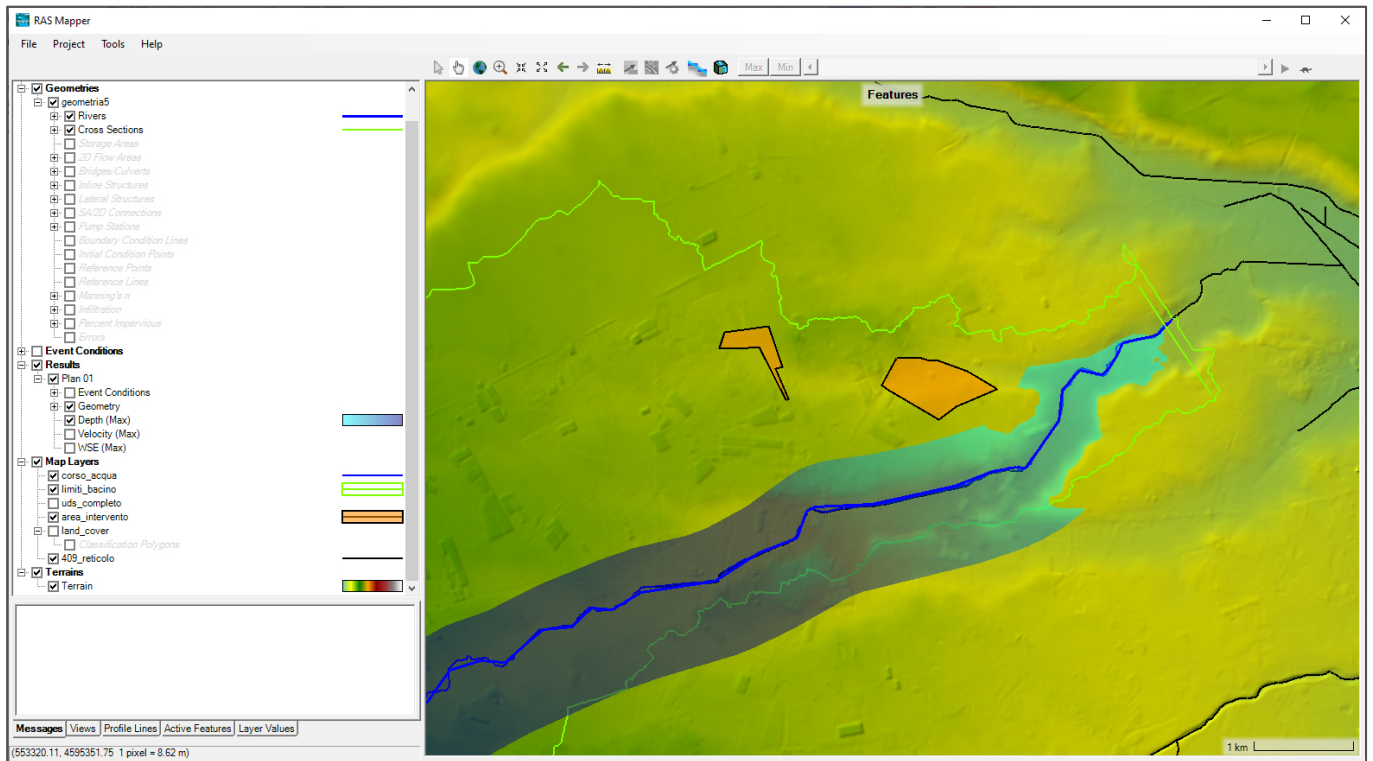 RAS Mapper
File Project Tools Help
Max Min
Geometries
geometria5
Rivers
Cross Sections
Storage Areas
2D Flow Areas
Bridges/Culverts
Inline Structures
Lateral Structures
SA/2D Connections
Pump Stations
Boundary Condition Lines
Initial Condition Points
Reference Points
Reference Lines
Manning's n
Infiltration
Percent Impervious
Errors
Event Conditions
Results
Plan 01
Event Conditions
Geometry
Depth (Max)
Velocity (Max)
WSE (Max)
Map Layers
corso_acqua
limiti_bacino
uds_completo
area_intervento
land_cover
Classification Polygons
409_reticolo
Terrains
Terrain
Features
1 km
Messages Views Profile Lines Active Features Layer Values
(553320.11, 4595351.75 1 pixel = 8.62 m)